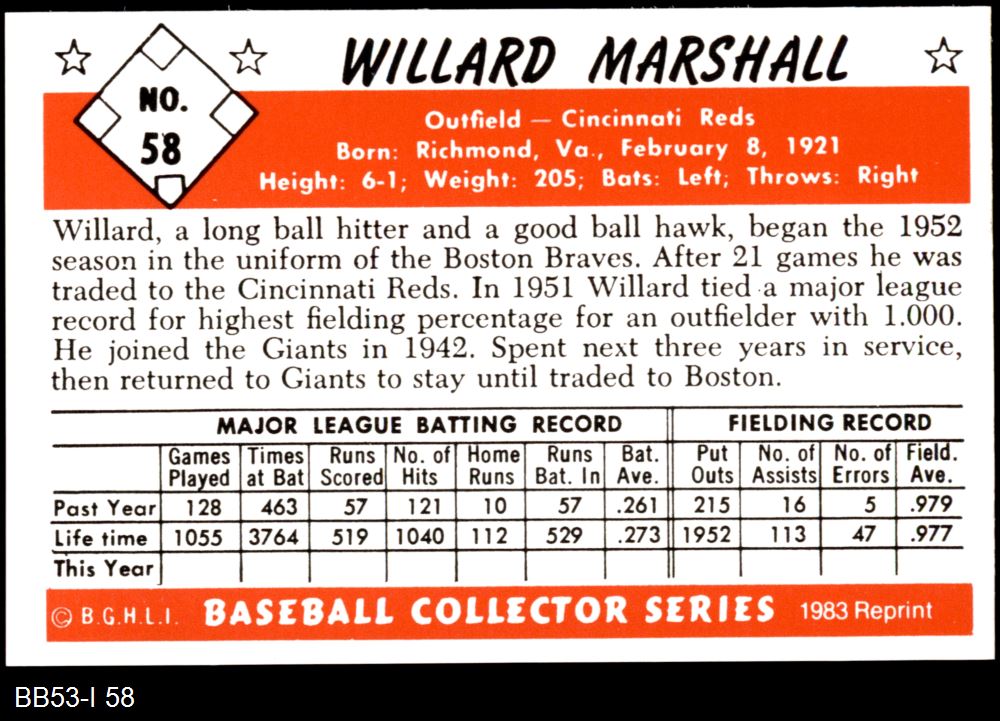 NO.
58
WILLARD MARSHALL
Outfield — Cincinnati Reds
Born: Richmond, Va., February 8, 1921
Height: 6-1; Weight: 205; Bats: Left; Throws: Right
Willard, a long ball hitter and a good ball hawk, began the 1952
season in the uniform of the Boston Braves. After 21 games he was
traded to the Cincinnati Reds. In 1951 Willard tied a major league
record for highest fielding percentage for an outfielder with 1.000.
He joined the Giants in 1942. Spent next three years in service,
then returned to Giants to stay until traded to Boston.
MAJOR LEAGUE BATTING RECORD FIELDING RECORD
Games Times Runs No. of Home Runs Bat. Put No. of No. of Field.
Played at Bat Scored Hits Runs Bat. In Ave. Outs Assists Errors Ave.
Past Year 128 463 57 121 10 57 .261 215 16 5 .979
Life time 1055 3764 519 1040 112 529 .273 1952 113 47 .977
This Year
© B.G.H.L.I. BASEBALL COLLECTOR SERIES 1983 Reprint
BB53-I 58